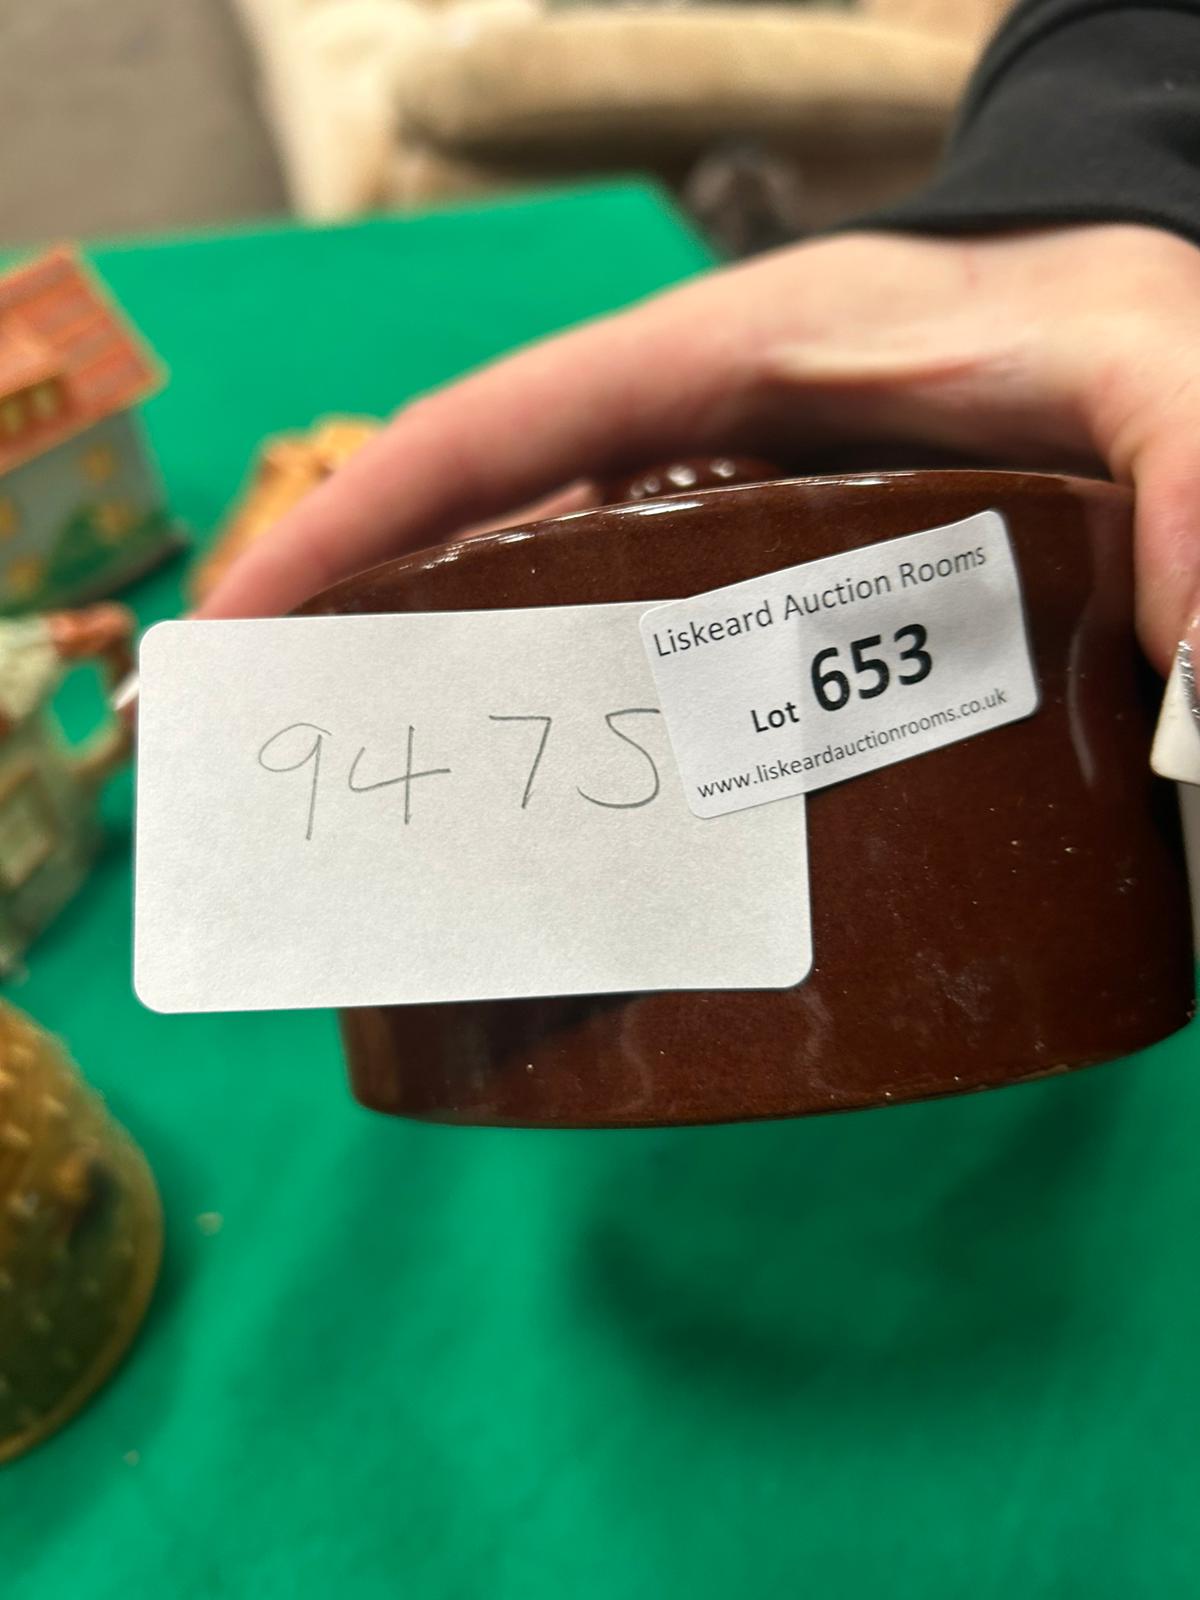 9475
Liskeard Auction Rooms
Lot 653
www.liskeardauctionrooms.co.uk